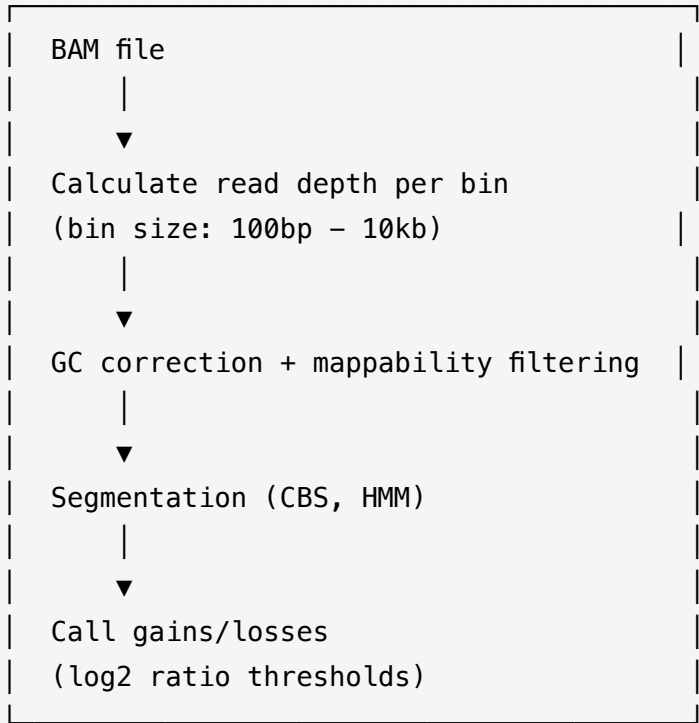 BAM file
▼
Calculate read depth per bin
(bin size: 100bp – 10kb)
▼
GC correction + mappability filtering
▼
Segmentation (CBS, HMM)
▼
Call gains/losses
(log2 ratio thresholds)